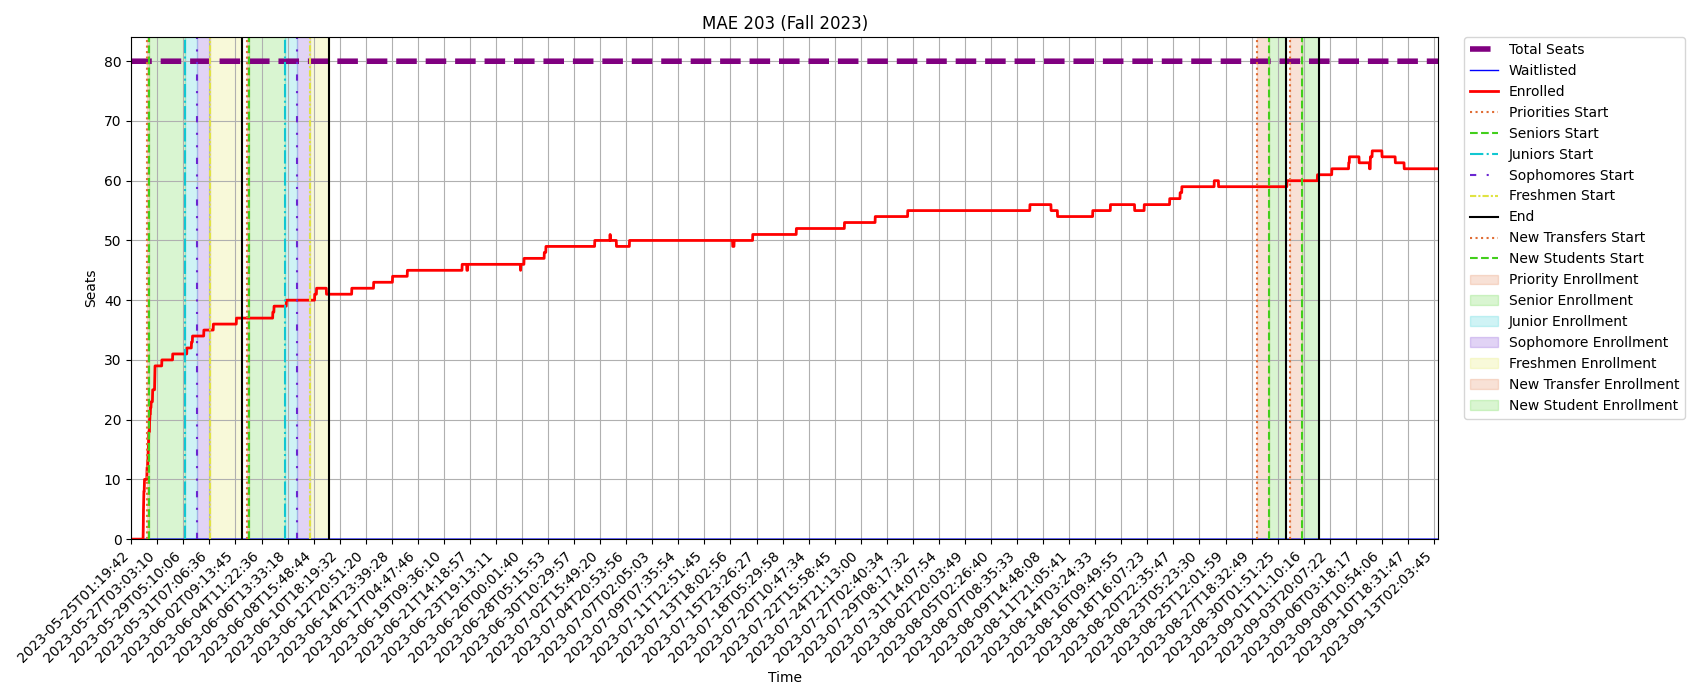 MAE 203 (Fall 2023)
Seats
80
70
60
50
40
30
20
10
0
2023-05-25T01:19:42
2023-05-27T03:03:10
2023-05-29T05:10:06
2023-05-31T07:06:36
2023-06-02T09:13:45
2023-06-04T11:22:36
2023-06-06T13:33:18
2023-06-08T15:48:44
2023-06-10T18:19:32
2023-06-12T20:51:20
2023-06-14T23:39:28
2023-06-17T04:47:46
2023-06-19T09:36:10
2023-06-21T14:18:57
2023-06-23T19:13:11
2023-06-26T00:01:40
2023-06-28T05:15:53
2023-06-30T10:29:57
2023-07-02T15:49:20
2023-07-04T20:53:56
2023-07-07T02:05:03
2023-07-09T07:35:54
2023-07-11T12:51:45
2023-07-13T18:02:56
2023-07-15T23:26:27
2023-07-18T05:29:58
2023-07-20T10:47:34
2023-07-22T15:58:45
2023-07-24T21:13:00
2023-07-27T02:40:34
2023-07-29T08:17:32
2023-07-31T14:07:54
2023-08-02T20:03:49
2023-08-05T02:26:40
2023-08-07T08:35:33
2023-08-09T14:48:08
2023-08-11T21:05:41
2023-08-14T03:24:33
2023-08-16T09:49:55
2023-08-18T16:07:23
2023-08-20T22:35:47
2023-08-23T05:23:30
2023-08-25T12:01:59
2023-08-27T18:32:49
2023-08-30T01:51:25
2023-09-01T11:10:16
2023-09-03T20:07:22
2023-09-06T03:18:17
2023-09-08T10:54:06
2023-09-10T18:31:47
2023-09-13T02:03:45
Time
Total Seats
Waitlisted
Enrolled
Priorities Start
Seniors Start
Juniors Start
Sophomores Start
Freshmen Start
End
New Transfers Start
New Students Start
Priority Enrollment
Senior Enrollment
Junior Enrollment
Sophomore Enrollment
Freshmen Enrollment
New Transfer Enrollment
New Student Enrollment